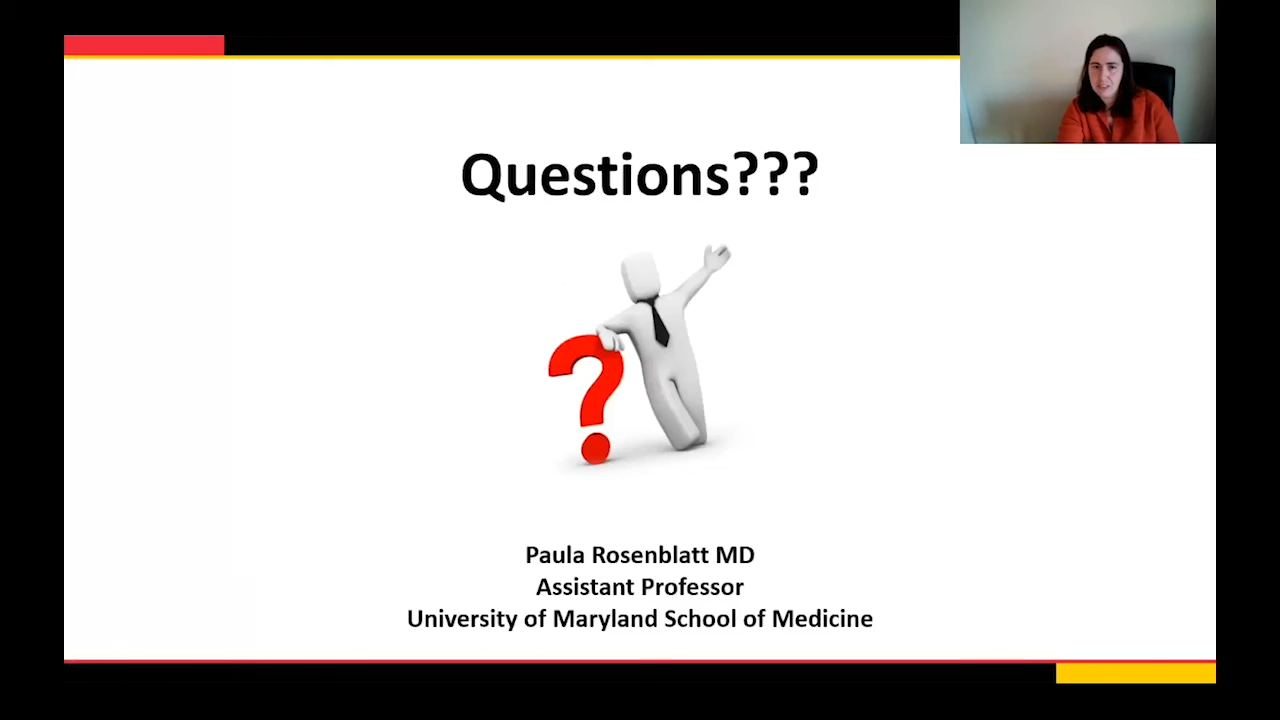 Questions???
Paula Rosenblatt MD
Assistant Professor
University of Maryland School of Medicine